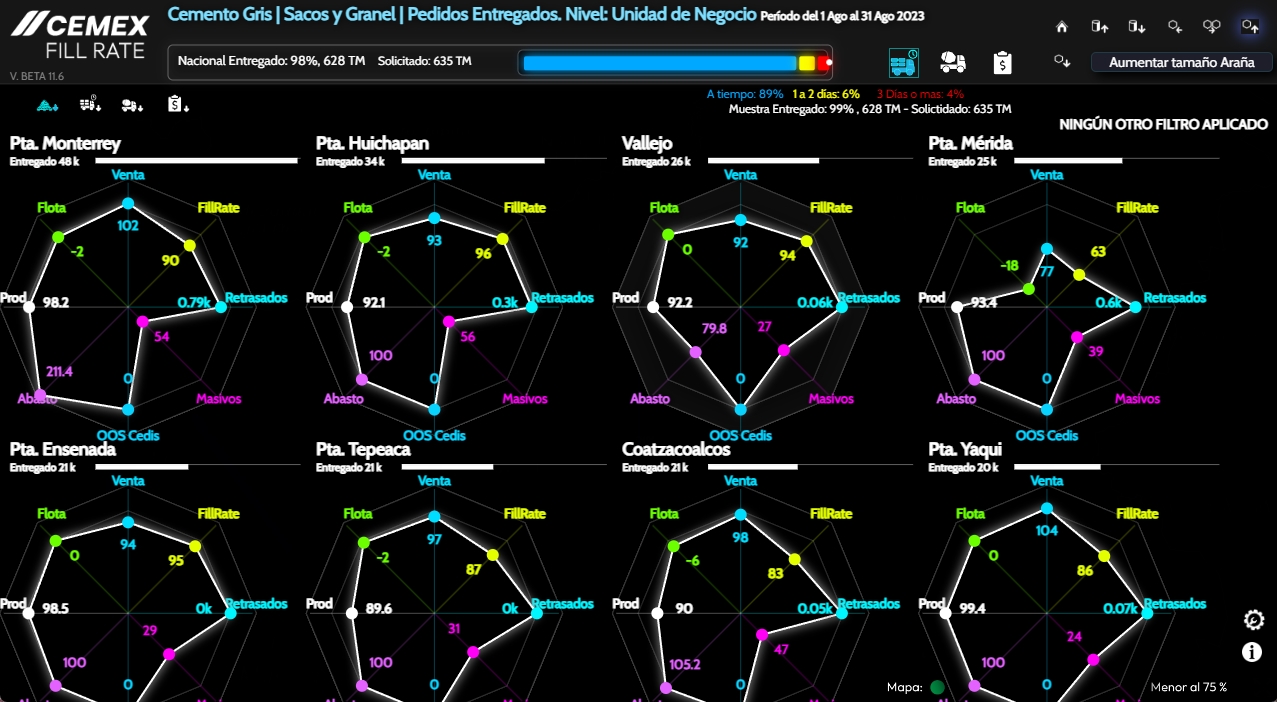 CEMEX
FILL RATE
V. BETA 11.6
Cemento Gris | Sacos y Granel | Pedidos Entregados. Nivel: Unidad de Negocio Período del 1 Ago al 31 Ago 2023
Nacional Entregado: 98%, 628 TM Solicitado: 635 TM
Aumentar tamaño Araña
A tiempo: 89% 1 a 2 días: 6% 3 Días o mas: 4%
Muestra Entregado: 99% , 628 TM - Solictidado: 635 TM
NINGÚN OTRO FILTRO APLICADO
Pta. Monterrey
Entregado 48 k
Venta
Flota
FillRate
102
-2
90
Prod
98.2
0.79k
Retrasados
54
211.4
0
Abasto
Masivos
OOS Cedis
Pta. Huichapan
Entregado 34 k
Venta
Flota
FillRate
93
-2
96
Prod
92.1
0.3k
Retrasados
56
100
0
Abasto
Masivos
OOS Cedis
Vallejo
Entregado 26 k
Venta
Flota
FillRate
92
0
94
Prod
92.2
0.06k
Retrasados
79.8
27
0
Abasto
Masivos
OOS Cedis
Pta. Mérida
Entregado 25 k
Venta
Flota
FillRate
-18
77
63
Prod
93.4
0.6k
Retrasados
39
100
0
Abasto
Masivos
OOS Cedis
Pta. Ensenada
Entregado 21 k
Venta
Flota
FillRate
94
0
95
Prod
98.5
0k
Retrasados
29
100
0
Pta. Tepeaca
Entregado 21 k
Venta
Flota
FillRate
97
-2
87
Prod
89.6
0k
Retrasados
31
100
0
Coatzacoalcos
Entregado 21 k
Venta
Flota
FillRate
98
-6
83
Prod
90
0.05k
Retrasados
47
105.2
0
Pta. Yaqui
Entregado 20 k
Venta
Flota
FillRate
104
0
86
Prod
99.4
0.07k
Retrasados
24
100
0
Mapa:
Menor al 75 %